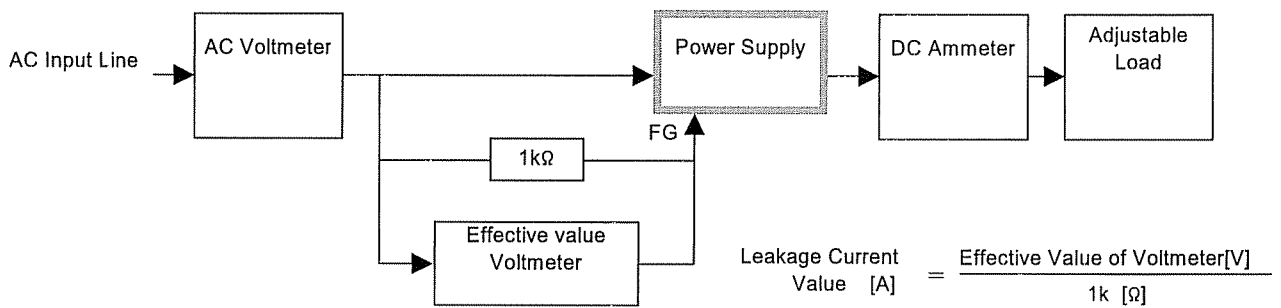 AC Input Line
AC Voltmeter
Power Supply
DC Ammeter
Adjustable
Load
FG
1kΩ
Effective value
Voltmeter
Leakage Current
Value [A]
=
Effective Value of Voltmeter[V]
1k [Ω]